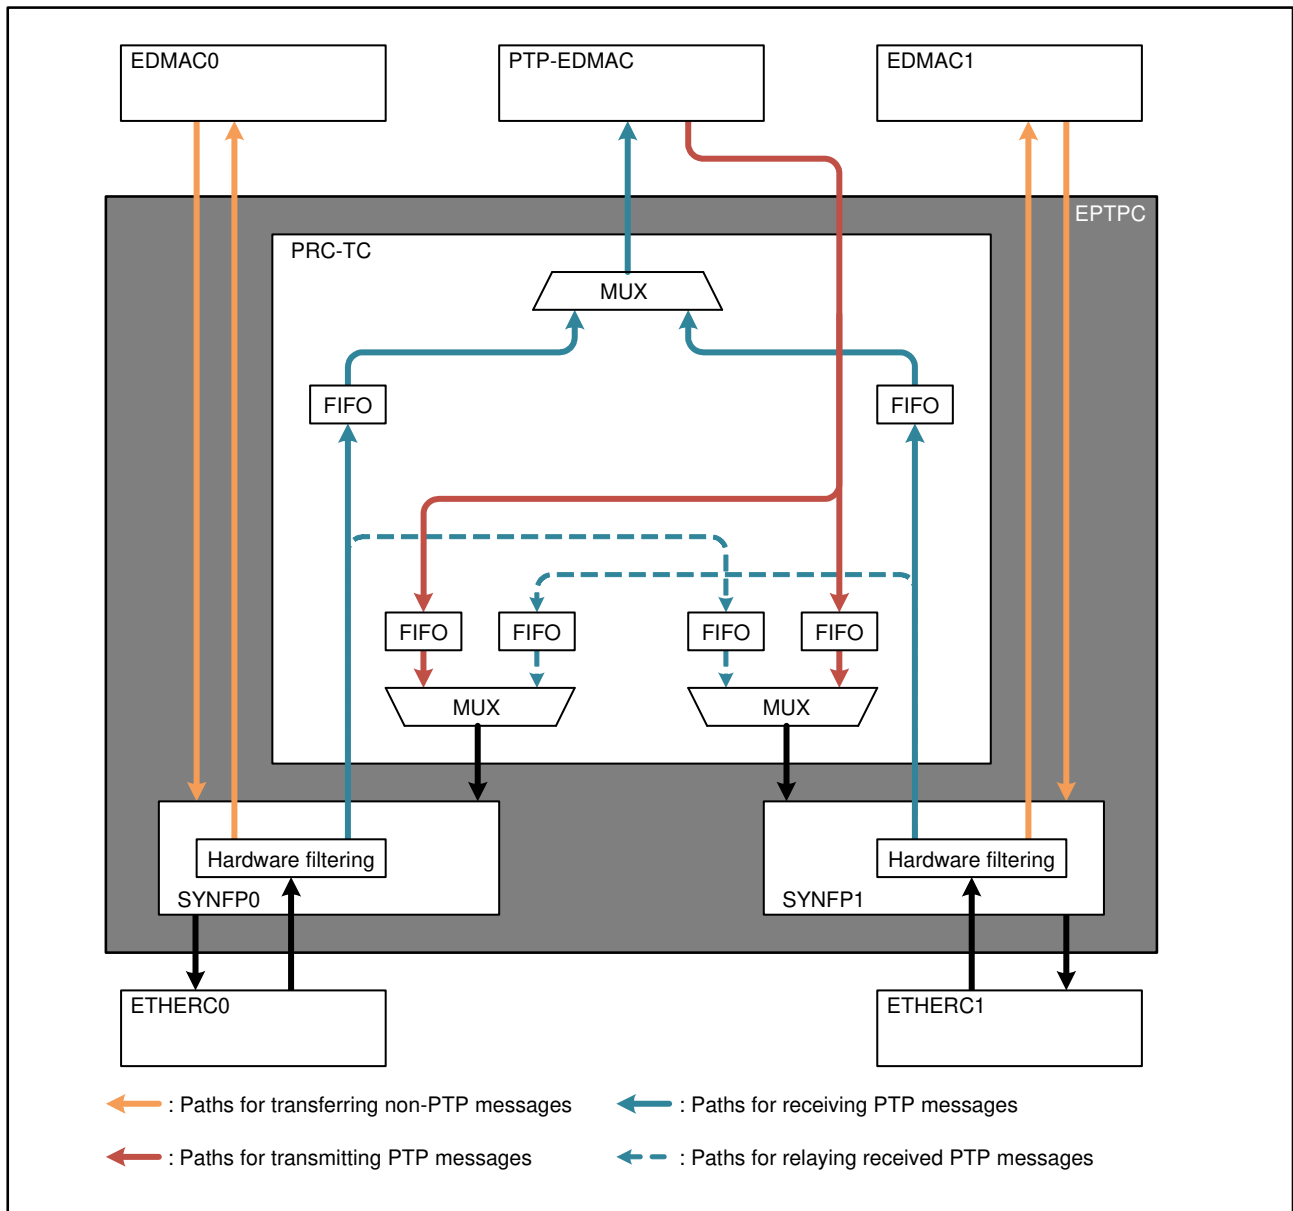 EDMAC0
PTP-EDMAC
EDMAC1
EPTPC
PRC-TC
MUX
FIFO
FIFO
FIFO
FIFO
FIFO
FIFO
MUX
MUX
Hardware filtering
SYNFP0
Hardware filtering
SYNFP1
ETHERC0
ETHERC1
: Paths for transferring non-PTP messages
: Paths for receiving PTP messages
: Paths for transmitting PTP messages
: Paths for relaying received PTP messages